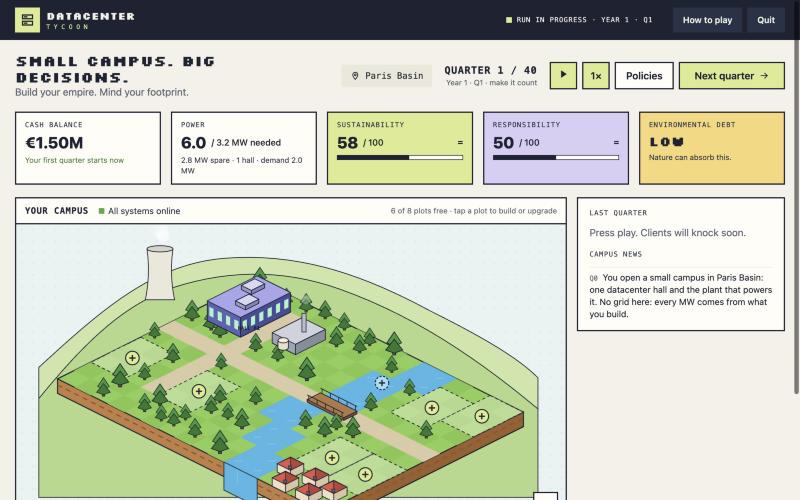 DATACENTER
TYCOON
RUN IN PROGRESS · YEAR 1 · Q1
How to play
Quit
SMALL CAMPUS. BIG DECISIONS.
Build your empire. Mind your footprint.
Paris Basin
QUARTER 1 / 40
Year 1 · Q1 · make it count
1×
Policies
Next quarter →
CASH BALANCE
€1.50M
Your first quarter starts now
POWER
6.0 / 3.2 MW needed
2.8 MW spare · 1 hall · demand 2.0 MW
SUSTAINABILITY
58 / 100 =
RESPONSIBILITY
50 / 100 =
ENVIRONMENTAL DEBT
LOW
Nature can absorb this.
YOUR CAMPUS
All systems online
6 of 8 plots free · tap a plot to build or upgrade
LAST QUARTER
Press play. Clients will knock soon.
CAMPUS NEWS
Q0 You open a small campus in Paris Basin:
one datacenter hall and the plant that powers
it. No grid here: every MW comes from what
you build.